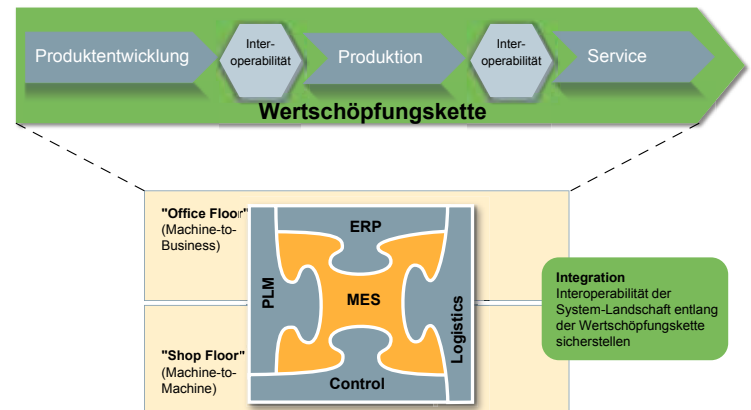 Produktentwicklung
Inter-
operabilität
Produktion
Inter-
operabilität
Service
Wertschöpfungskette
"Office Floor"
(Machine-to-
Business)
ERP
PLM
MES
Logistics
Control
"Shop Floor"
(Machine-to-
Machine)
Integration
Interoperabilität der
System-Landschaft entlang
der Wertschöpfungskette
sicherstellen